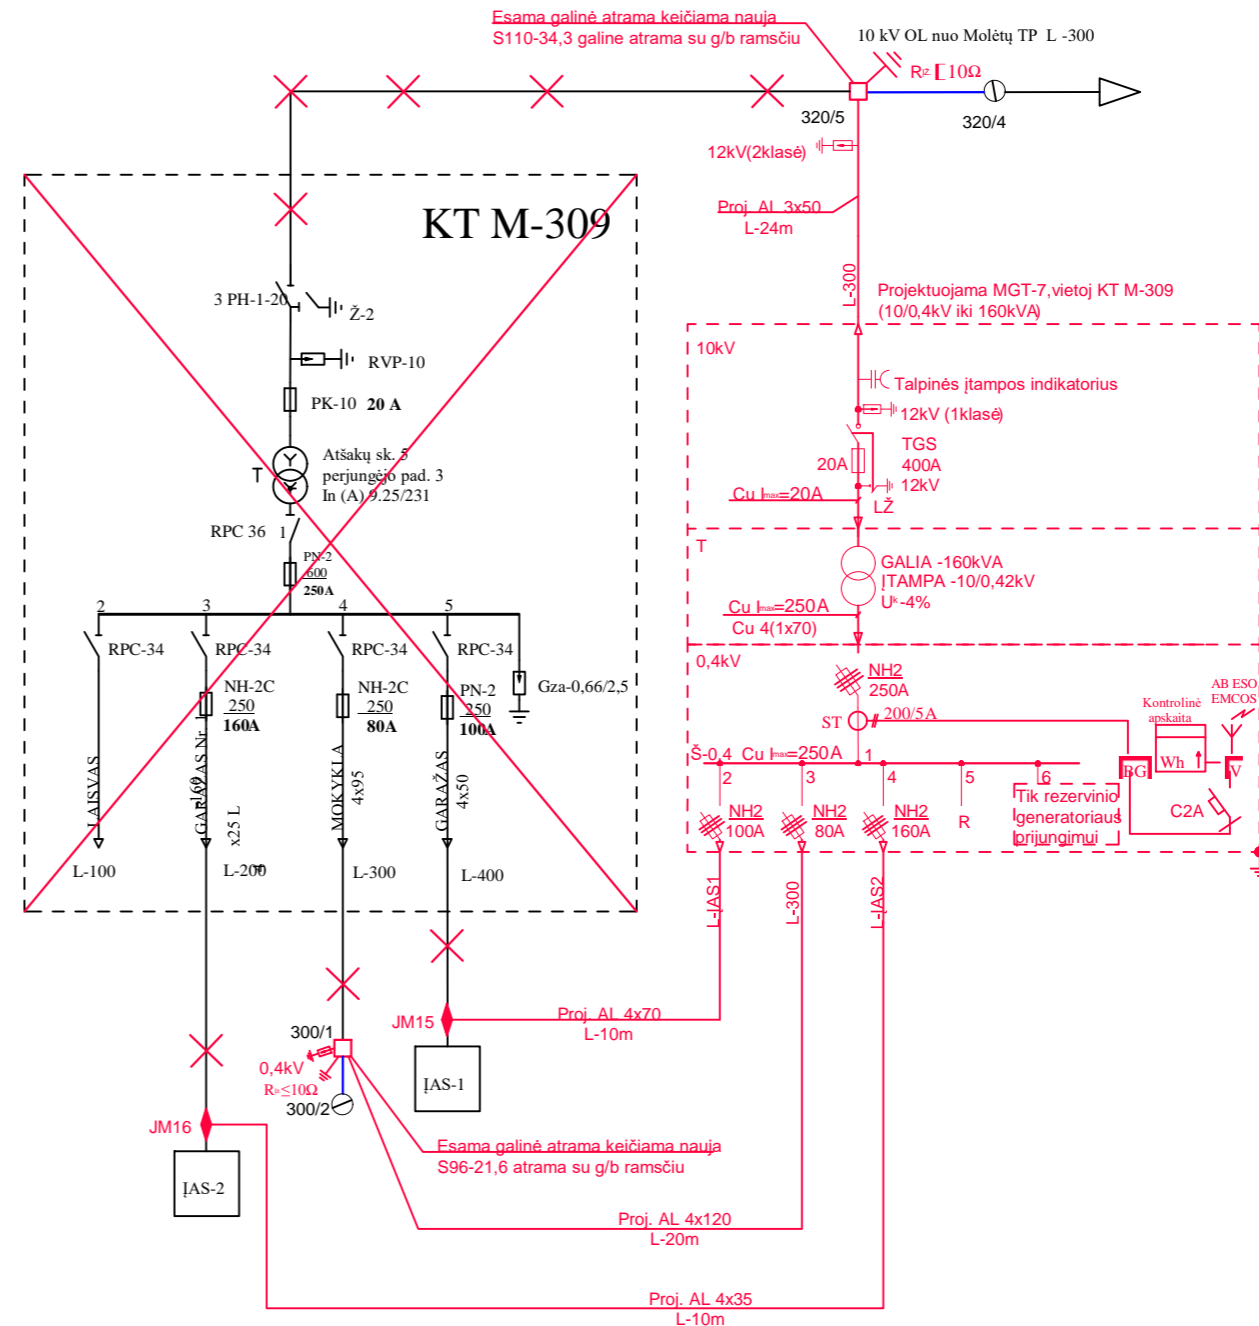 Esama galinė atrama keičiama nauja
S110-34,3 galine atrama su g/b ramsčiu
10 kV OL nuo Molėtų TP L -300
10Ω
320/5
320/4
12kV(2klasė)
Proj. AL 3x50
L-24m
L-300
KT M-309
3 PH-1-20
Ž-2
RVP-10
PK-10 20 A
T
Atšakų sk. 5
perjungėjo pad. 3
In (A) 9.25/231
RPC 36
1
PN-2
600
250A
2
3
4
5
RPC-34
RPC-34
RPC-34
RPC-34
Gza-0,66/2,5
NH-2C
250
160A
NH-2C
250
80A
PN-2
250
100A
LAISVAS
GARAŽAS Nr
x25 L
MOKYKLA
4x95
GARAŽAS
4x50
L-100
L-200
L-300
L-400
Projektuojama MGT-7,vietoj KT M-309
(10/0,4kV iki 160kVA)
10kV
Talpinės įtampos indikatorius
12kV (1klasė)
TGS
400A
20A
12kV
LŽ
Cu Imax=20A
T
GALIA -160kVA
ĮTAMPA -10/0,42kV
Uk-4%
Cu Imax=250A
Cu 4(1x70)
0,4kV
NH2
250A
ST
200/5A
Kontrolinė
apskaita
AB ESO
EMCOS
Š-0,4 Cu Imax=250A
1
BG
Wh
V
2
3
4
5
6
C2A
NH2
100A
NH2
80A
NH2
160A
R
Tik rezervinio
generatoriaus
prijungimui
L-ĮAS1
L-300
L-ĮAS2
JM15
Proj. AL 4x70
L-10m
300/1
0,4kV
≤10Ω
300/2
ĮAS-1
JM16
ĮAS-2
Esama galinė atrama keičiama nauja
S96-21,6 atrama su g/b ramsčiu
Proj. AL 4x120
L-20m
Proj. AL 4x35
L-10m